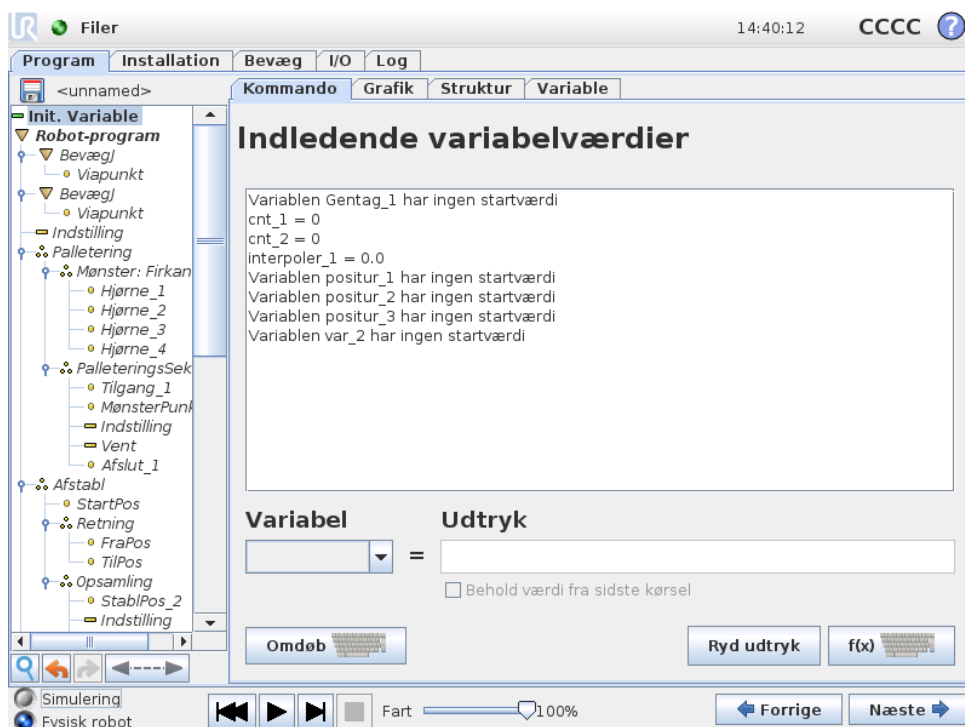 UR Filer 14:40:12 CCCC ?
Program Installation Bevæg I/O Log
<unnamed> Kommando Grafik Struktur Variable
Init. Variable
Robot-program
BevægJ
Viapunkt
BevægJ
Viapunkt
Indstilling
Palletering
Mønster: Firkan
Hjørne_1
Hjørne_2
Hjørne_3
Hjørne_4
PalleteringsSek
Tilgang_1
MønsterPunk
Indstilling
Vent
Afslut_1
Afstabl
StartPos
Retning
FraPos
TilPos
Opsamling
StablPos_2
Indstilling
Indledende variabelværdier
Variablen Gentag_1 har ingen startværdi
cnt_1 = 0
cnt_2 = 0
interpoler_1 = 0.0
Variablen positur_1 har ingen startværdi
Variablen positur_2 har ingen startværdi
Variablen positur_3 har ingen startværdi
Variablen var_2 har ingen startværdi
Variabel Udtryk
=
Behold værdi fra sidste kørsel
Omdøb Ryd udtryk f(x)
Simulering
Fysisk robot
Fart 100% Forrige Næste